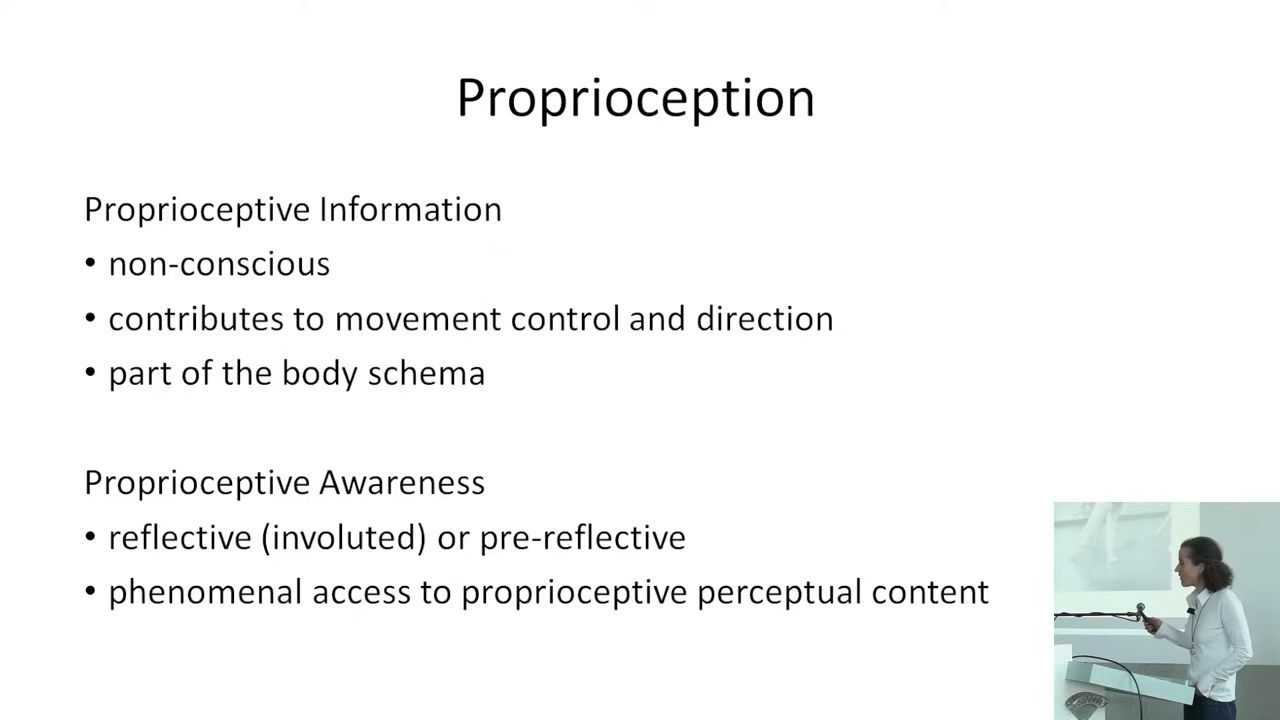 Proprioception
Proprioceptive Information
• non-conscious
• contributes to movement control and direction
• part of the body schema
Proprioceptive Awareness
• reflective (involuted) or pre-reflective
• phenomenal access to proprioceptive perceptual content